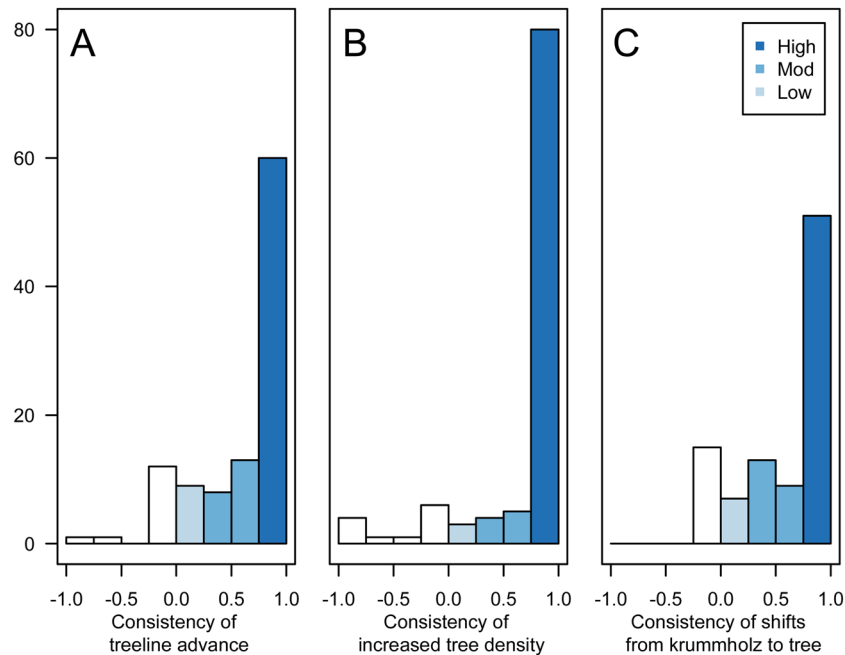 A
B
C
High
Mod
Low
80
60
40
20
0
-1.0 -0.5 0.0 0.5 1.0
-1.0 -0.5 0.0 0.5 1.0
-1.0 -0.5 0.0 0.5 1.0
Consistency of
treeline advance
Consistency of
increased tree density
Consistency of shifts
from krummholz to tree